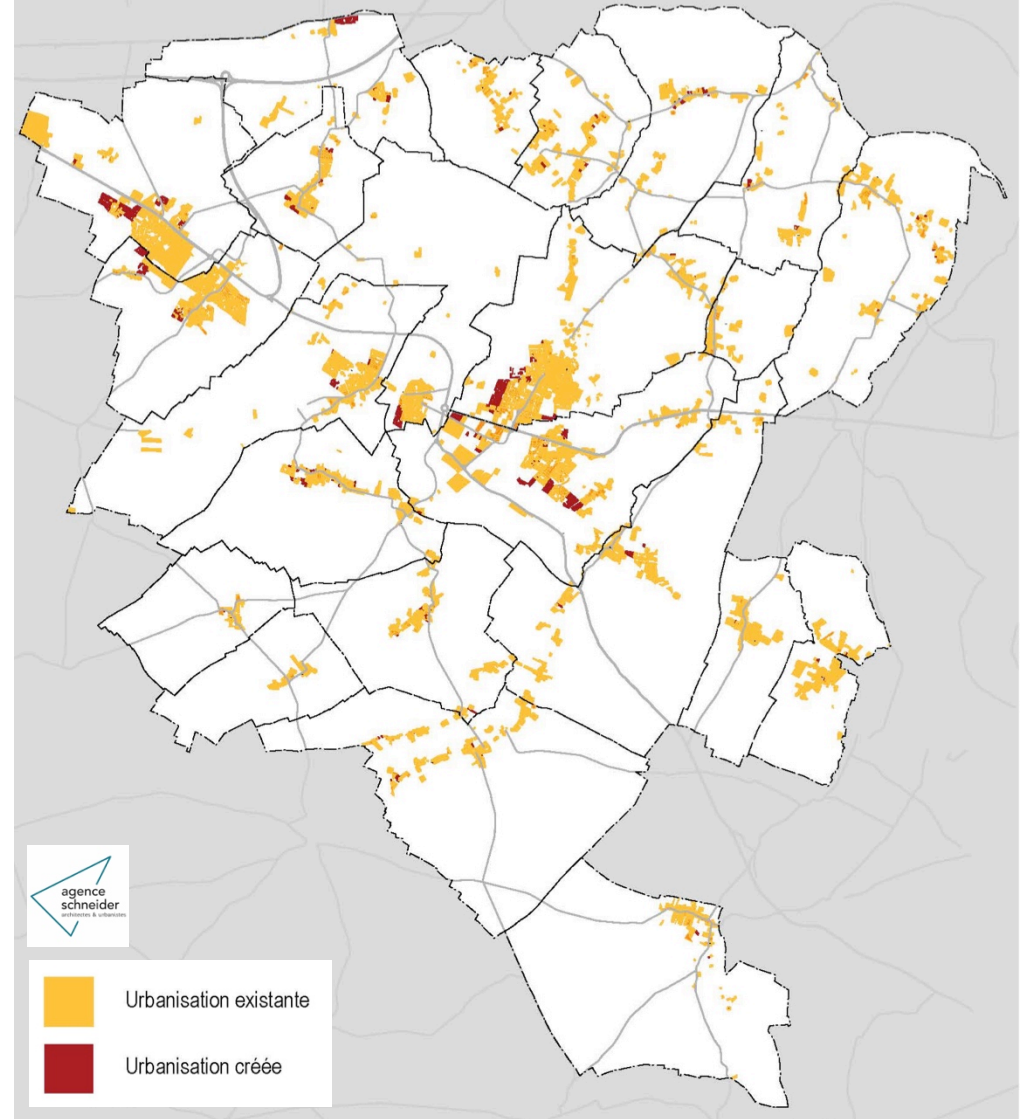 agence
schneider
architectes & urbanistes
Urbanisation existante
Urbanisation créée